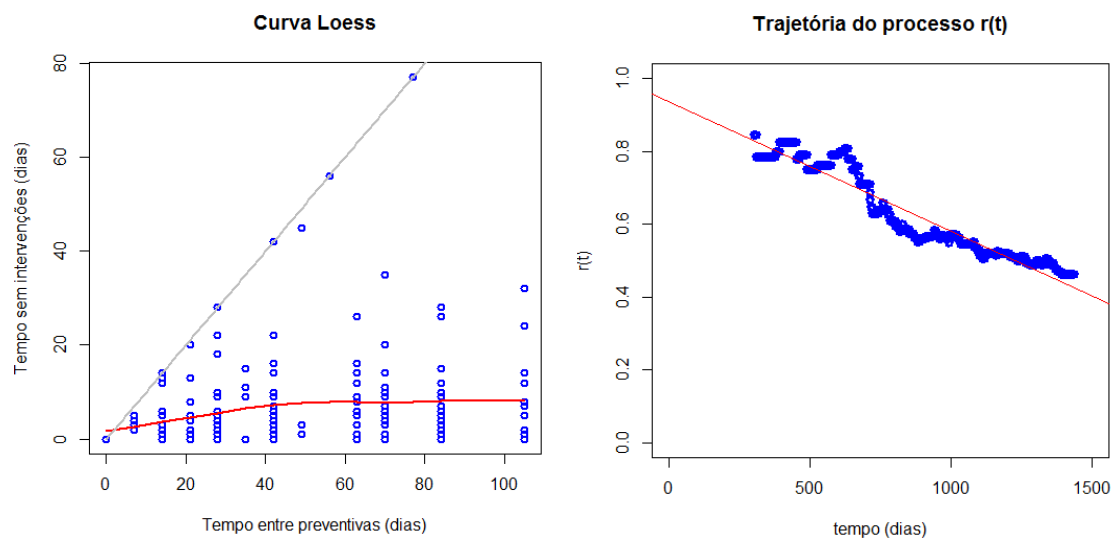 Curva Loess
Tempo sem intervenções (dias)
80
60
40
20
0
0 20 40 60 80 100
Tempo entre preventivas (dias)
Trajetória do processo r(t)
r(t)
1.0
0.8
0.6
0.4
0.2
0.0
0 500 1000 1500
tempo (dias)